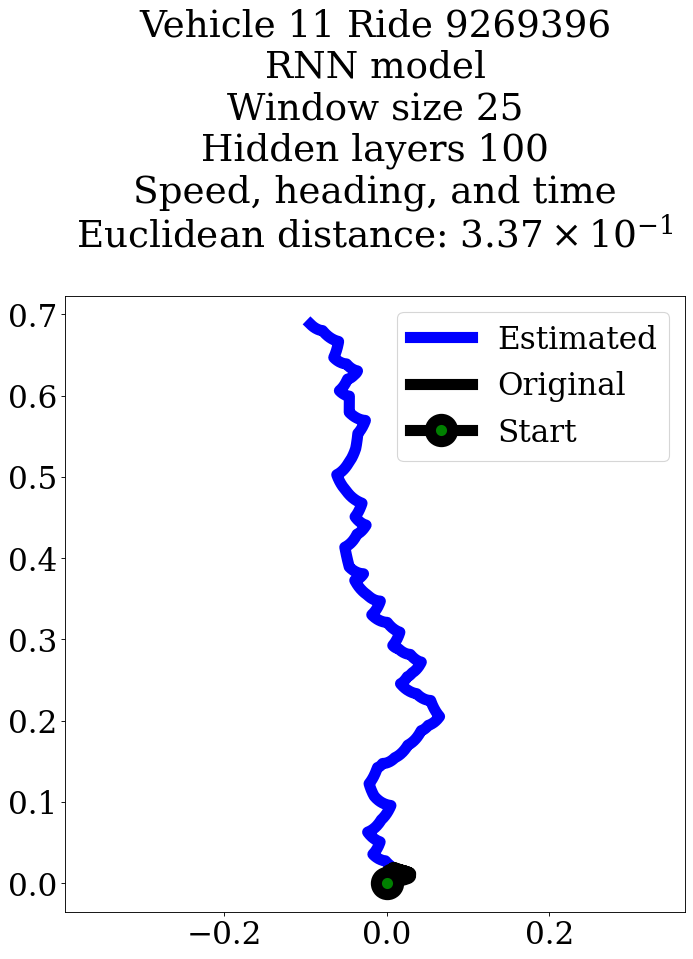 Vehicle 11 Ride 9269396
RNN model
Window size 25
Hidden layers 100
Speed, heading, and time
Euclidean distance: 3.37 × 10⁻¹
Estimated
Original
Start
0.7
0.6
0.5
0.4
0.3
0.2
0.1
0.0
−0.2 0.0 0.2